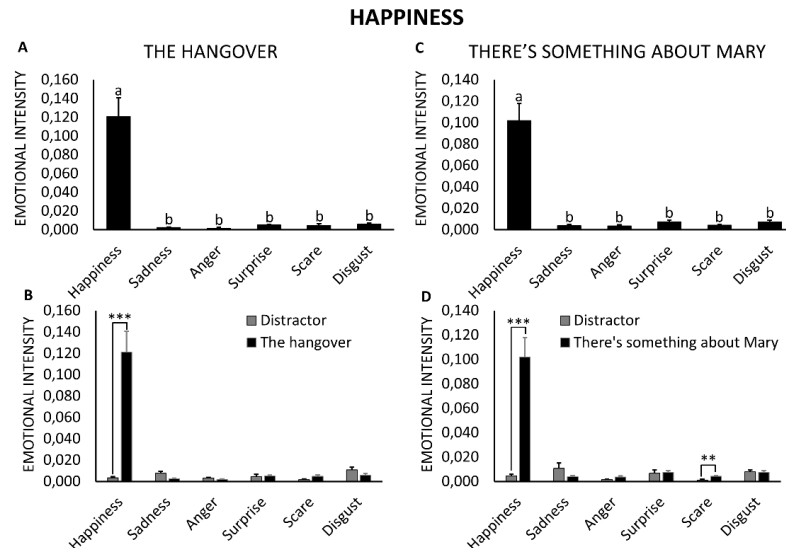 HAPPINESS
A
THE HANGOVER
EMOTIONAL INTENSITY
0,160
0,140
0,120
0,100
0,080
0,060
0,040
0,020
0,000
a
b
b
b
b
b
Happiness
Sadness
Anger
Surprise
Scare
Disgust
C
THERE'S SOMETHING ABOUT MARY
EMOTIONAL INTENSITY
0,140
0,120
0,100
0,080
0,060
0,040
0,020
0,000
a
b
b
b
b
b
Happiness
Sadness
Anger
Surprise
Scare
Disgust
B
EMOTIONAL INTENSITY
0,160
0,140
0,120
0,100
0,080
0,060
0,040
0,020
0,000
***
Distractor
The hangover
Happiness
Sadness
Anger
Surprise
Scare
Disgust
D
EMOTIONAL INTENSITY
0,140
0,120
0,100
0,080
0,060
0,040
0,020
0,000
***
Distractor
There's something about Mary
**
Happiness
Sadness
Anger
Surprise
Scare
Disgust